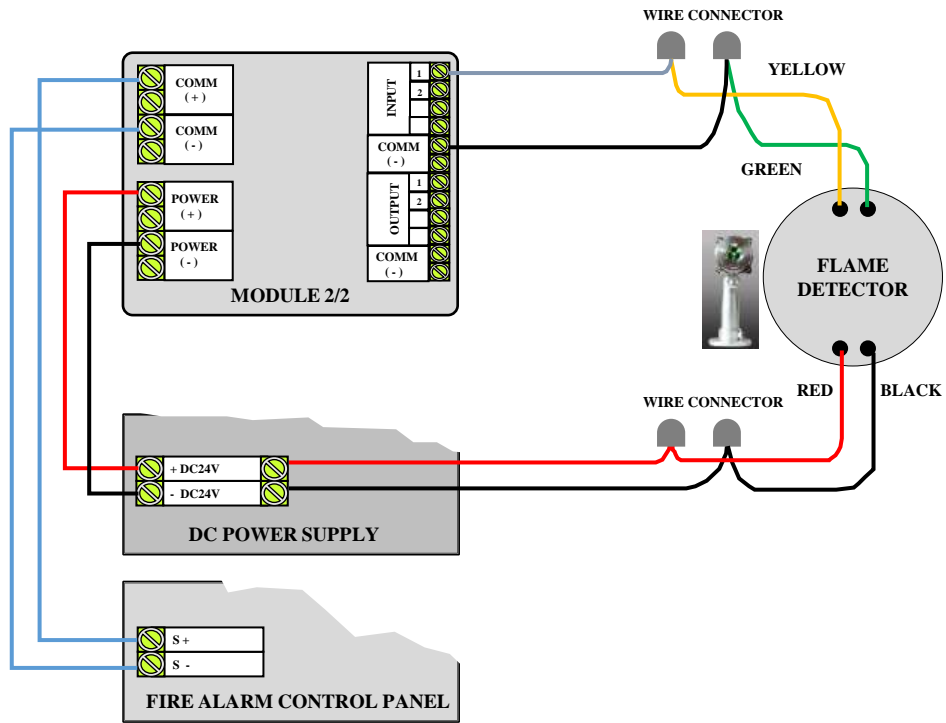 WIRE CONNECTOR
YELLOW
GREEN
COMM
( + )
COMM
( - )
POWER
( + )
POWER
( - )
INPUT
1
2
COMM
( - )
OUTPUT
1
2
COMM
( - )
MODULE 2/2
FLAME
DETECTOR
RED
BLACK
WIRE CONNECTOR
+ DC24V
- DC24V
DC POWER SUPPLY
S +
S -
FIRE ALARM CONTROL PANEL